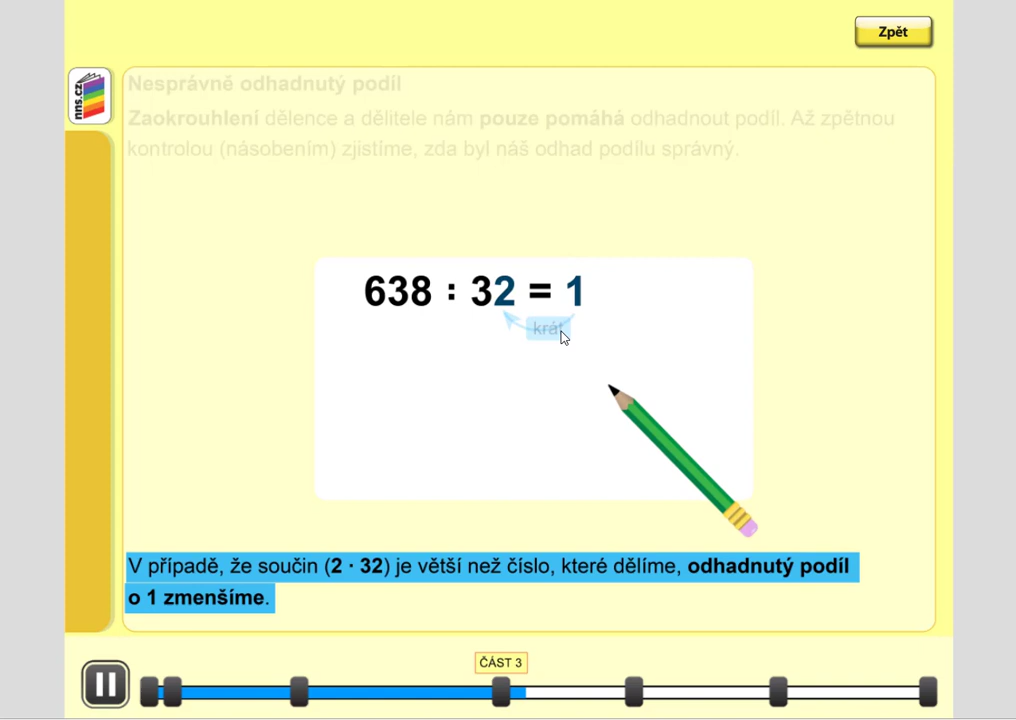 Zpět
nns.cz
Nesprávně odhadnutý podíl
Zaokrouhlení dělence a dělitele nám pouze pomáhá odhadnout podíl. Až zpětnou
kontrolou (násobením) zjistíme, zda byl náš odhad podílu správný.
638 : 32 = 1
krát
V případě, že součin (2 · 32) je větší než číslo, které dělíme, odhadnutý podíl
o 1 zmenšíme.
ČÁST 3